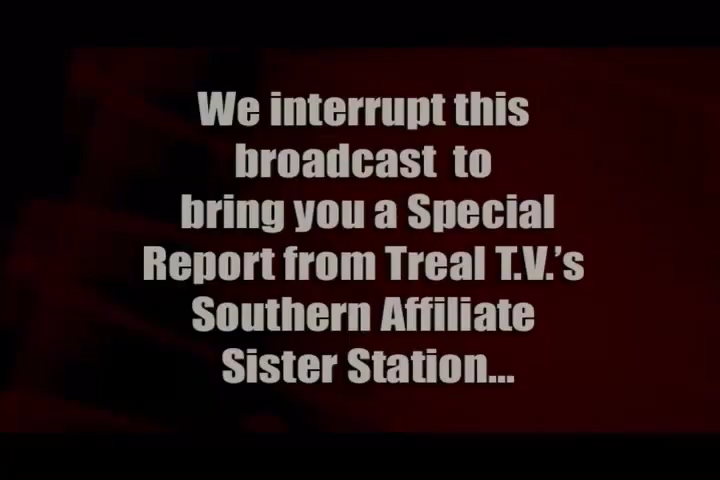 We interrupt this
broadcast to
bring you a Special
Report from Treal T.V.'s
Southern Affiliate
Sister Station...